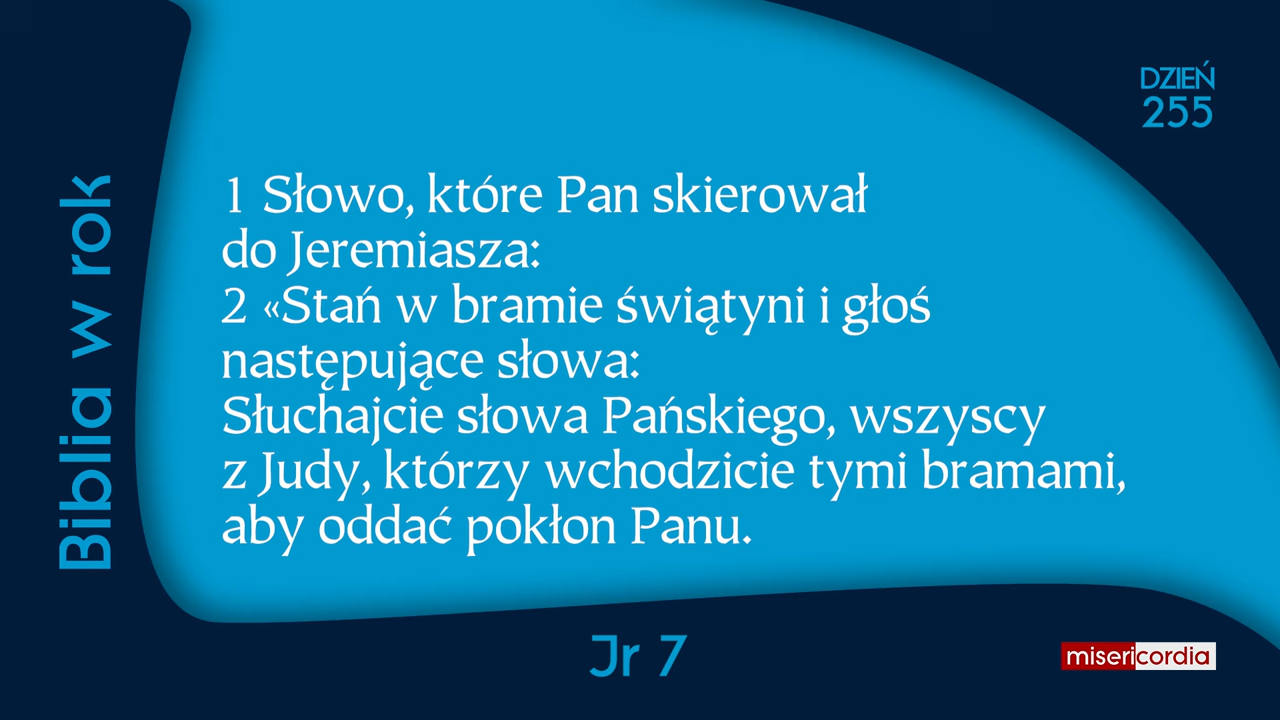 DZIEŃ
255
Biblia w rok
1 Słowo, które Pan skierował
do Jeremiasza:
2 «Stań w bramie świątyni i głoś
następujące słowa:
Słuchajcie słowa Pańskiego, wszyscy
z Judy, którzy wchodzicie tymi bramami,
aby oddać pokłon Panu.
Jr 7
misericordia